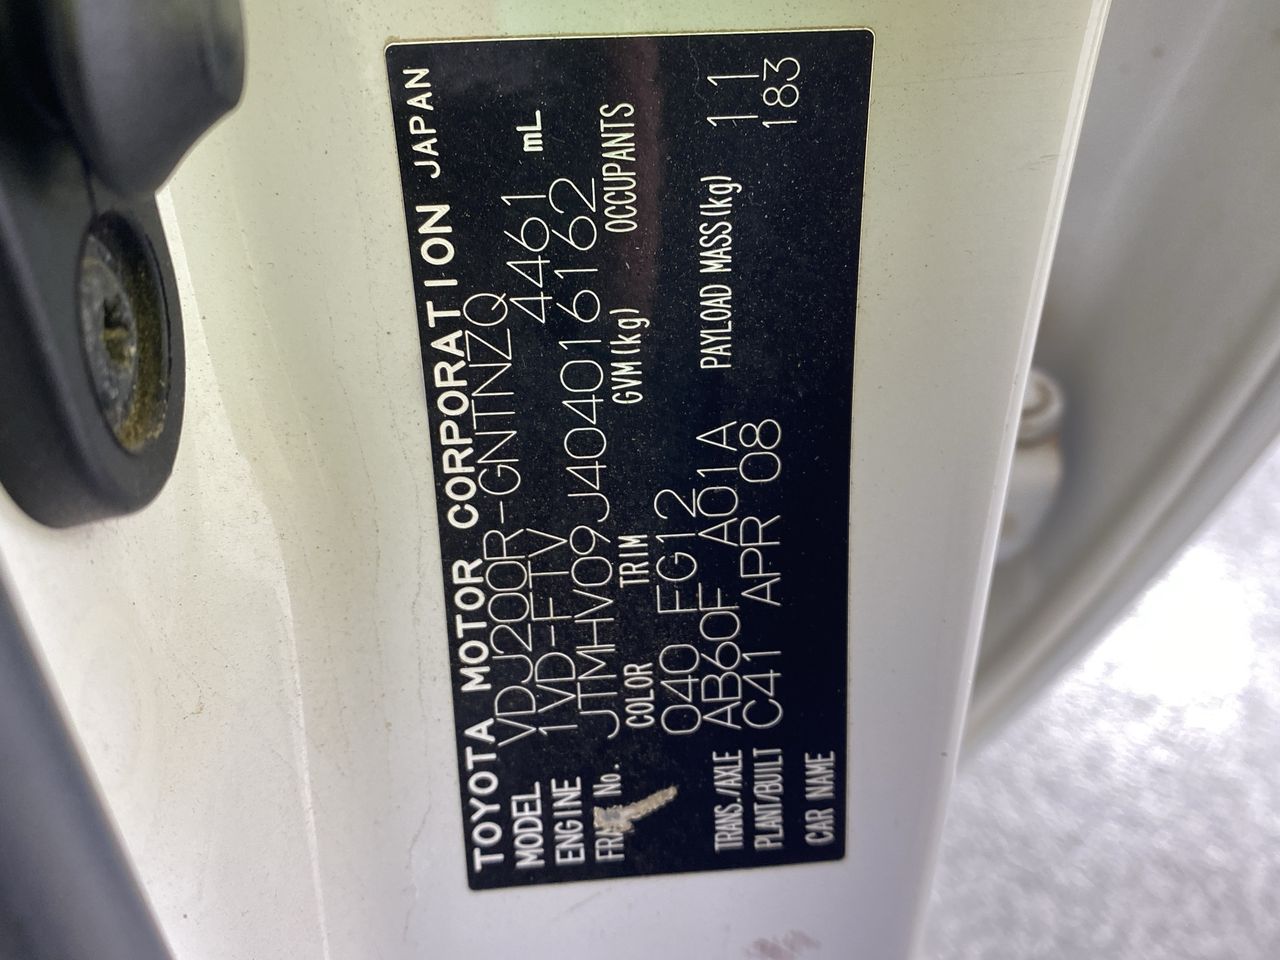 TOYOTA MOTOR CORPORATION JAPAN
MODEL VDJ200R-GNTNZQ
ENGINE 1VD-FTV 4461 mL
FRAME No. JTMHV09J404016162
COLOR TRIM GVM(kg) OCCUPANTS
040 FG12
TRANS./AXLE AB60F A01A PAYLOAD MASS(kg) 11
PLANT/BUILT C41 APR 08 183
CAR NAME